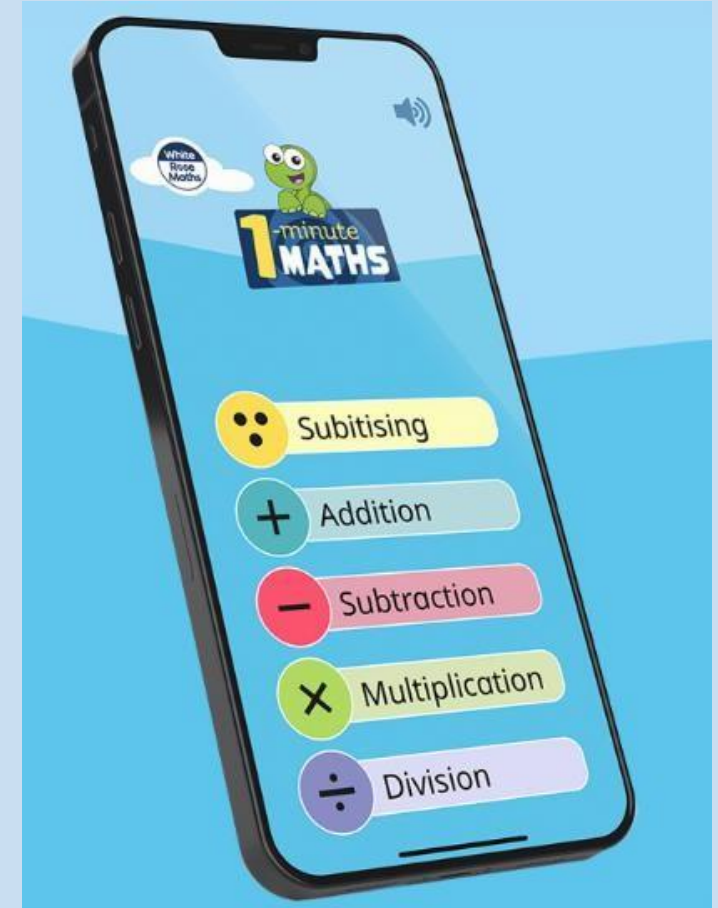 White
Rose
Maths
1-minute
MATHS
Subitising
+ Addition
− Subtraction
× Multiplication
÷ Division